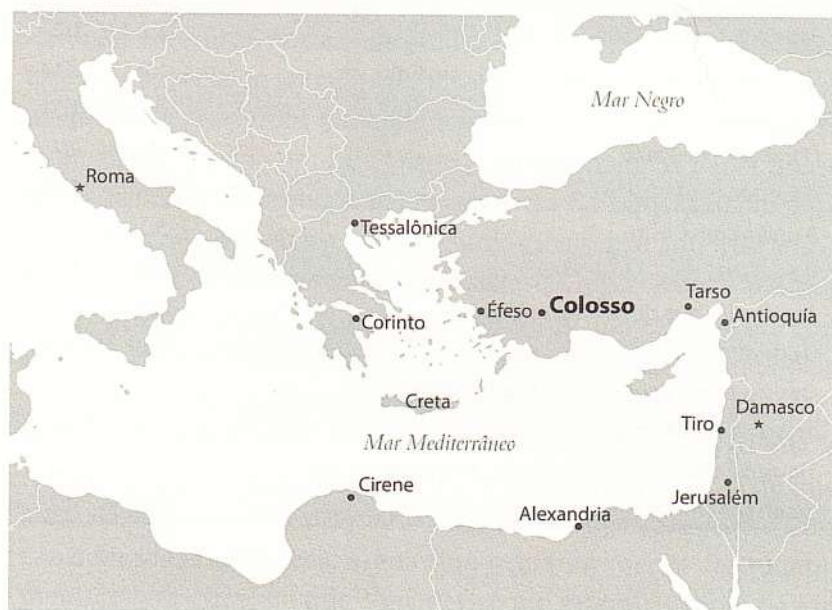 Mar Negro
Roma
Tessalônica
Éfeso
Colosso
Tarso
Antioquía
Corinto
Creta
Damasco
Tiro
Mar Mediterrâneo
Cirene
Jerusalém
Alexandria